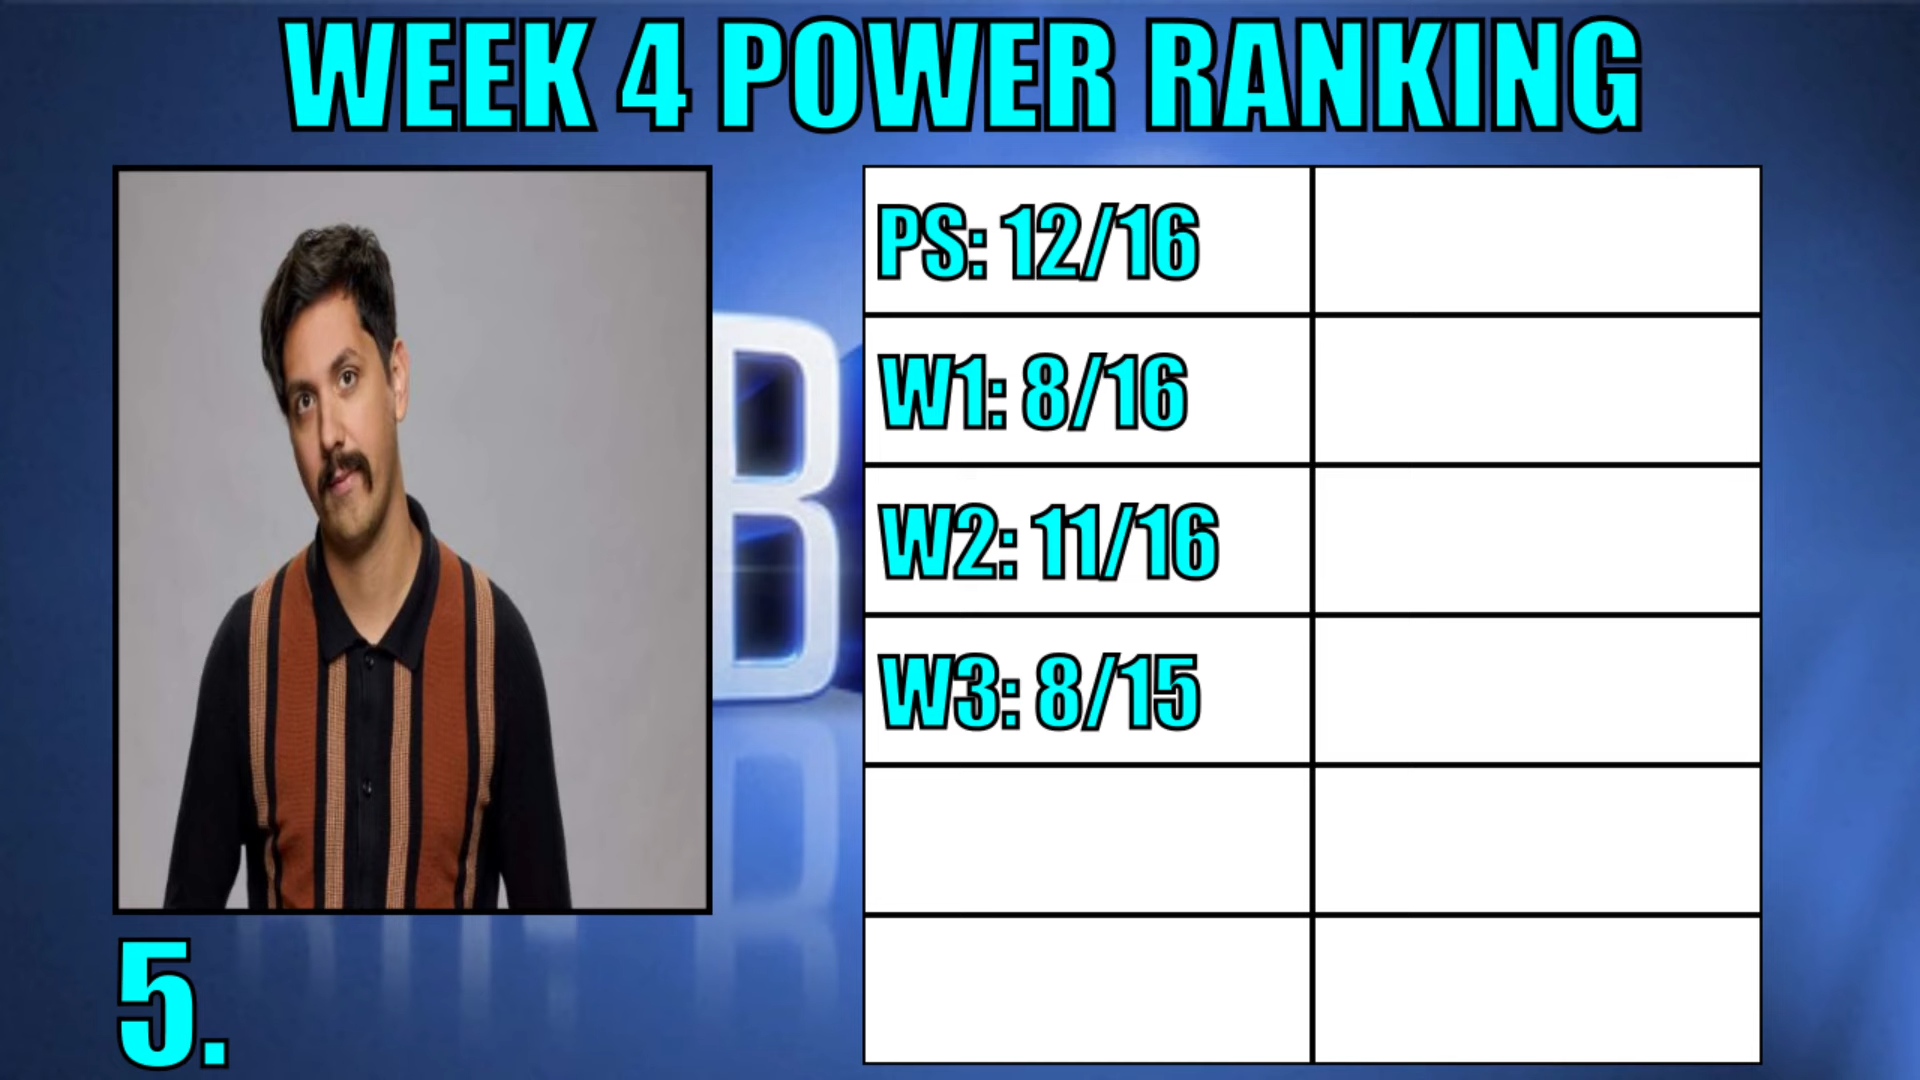 WEEK 4 POWER RANKING
B
PS: 12/16
W1: 8/16
W2: 11/16
W3: 8/15
5.